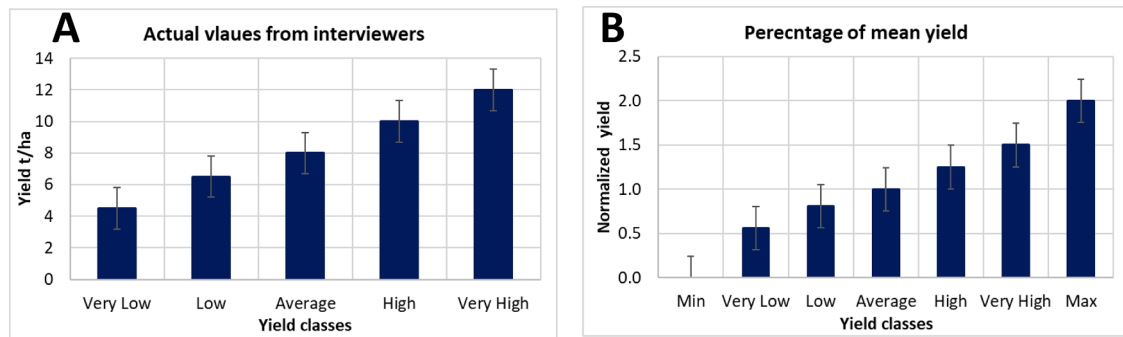 A
Actual vlaues from interviewers
14
12
10
8
6
4
2
0
Yield t/ha
Very Low Low Average High Very High
Yield classes
B
Perecntage of mean yield
2.5
2.0
1.5
1.0
0.5
0.0
Normalized yield
Min Very Low Low Average High Very High Max
Yield classes